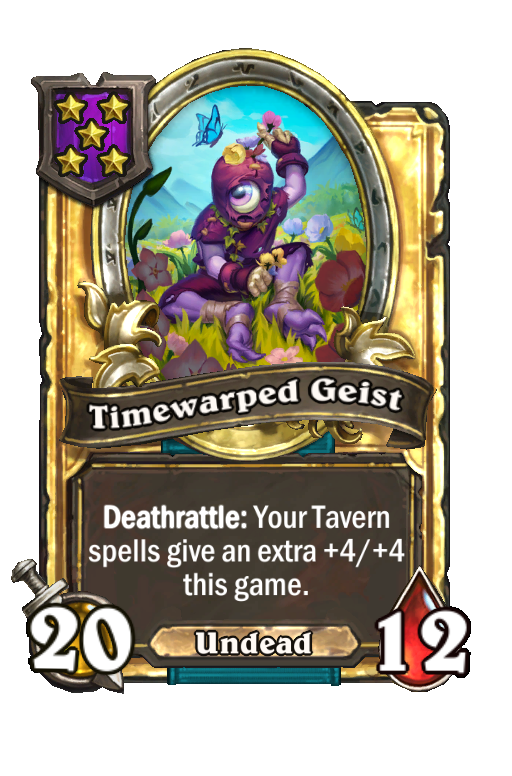 Timewarped Geist
Deathrattle: Your Tavern
spells give an extra +4/+4
this game.
20
Undead
12